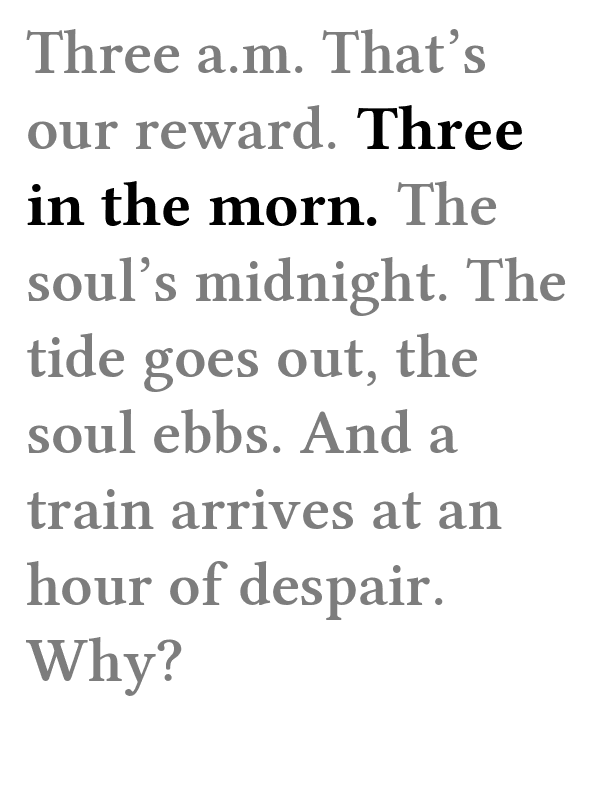 Three a.m. That’s
our reward. Three
in the morn. The
soul’s midnight. The
tide goes out, the
soul ebbs. And a
train arrives at an
hour of despair.
Why?